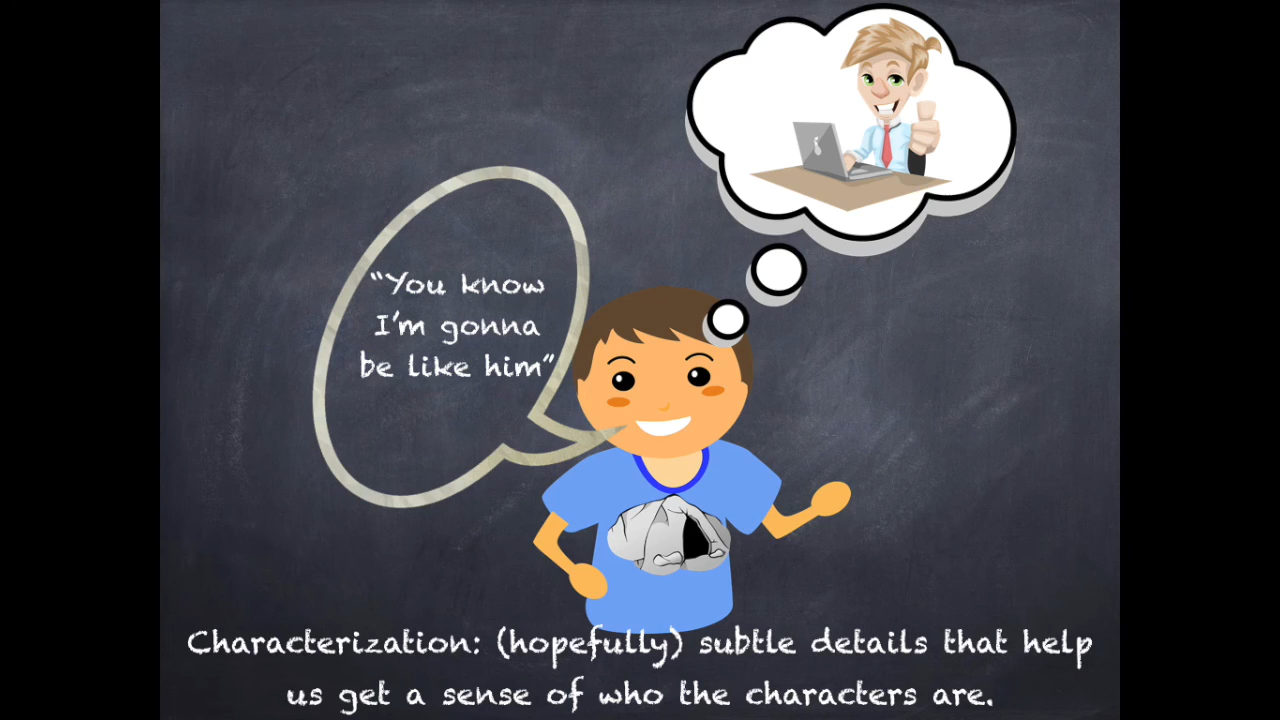 “You know
I’m gonna
be like him”
Characterization: (hopefully) subtle details that help
us get a sense of who the characters are.